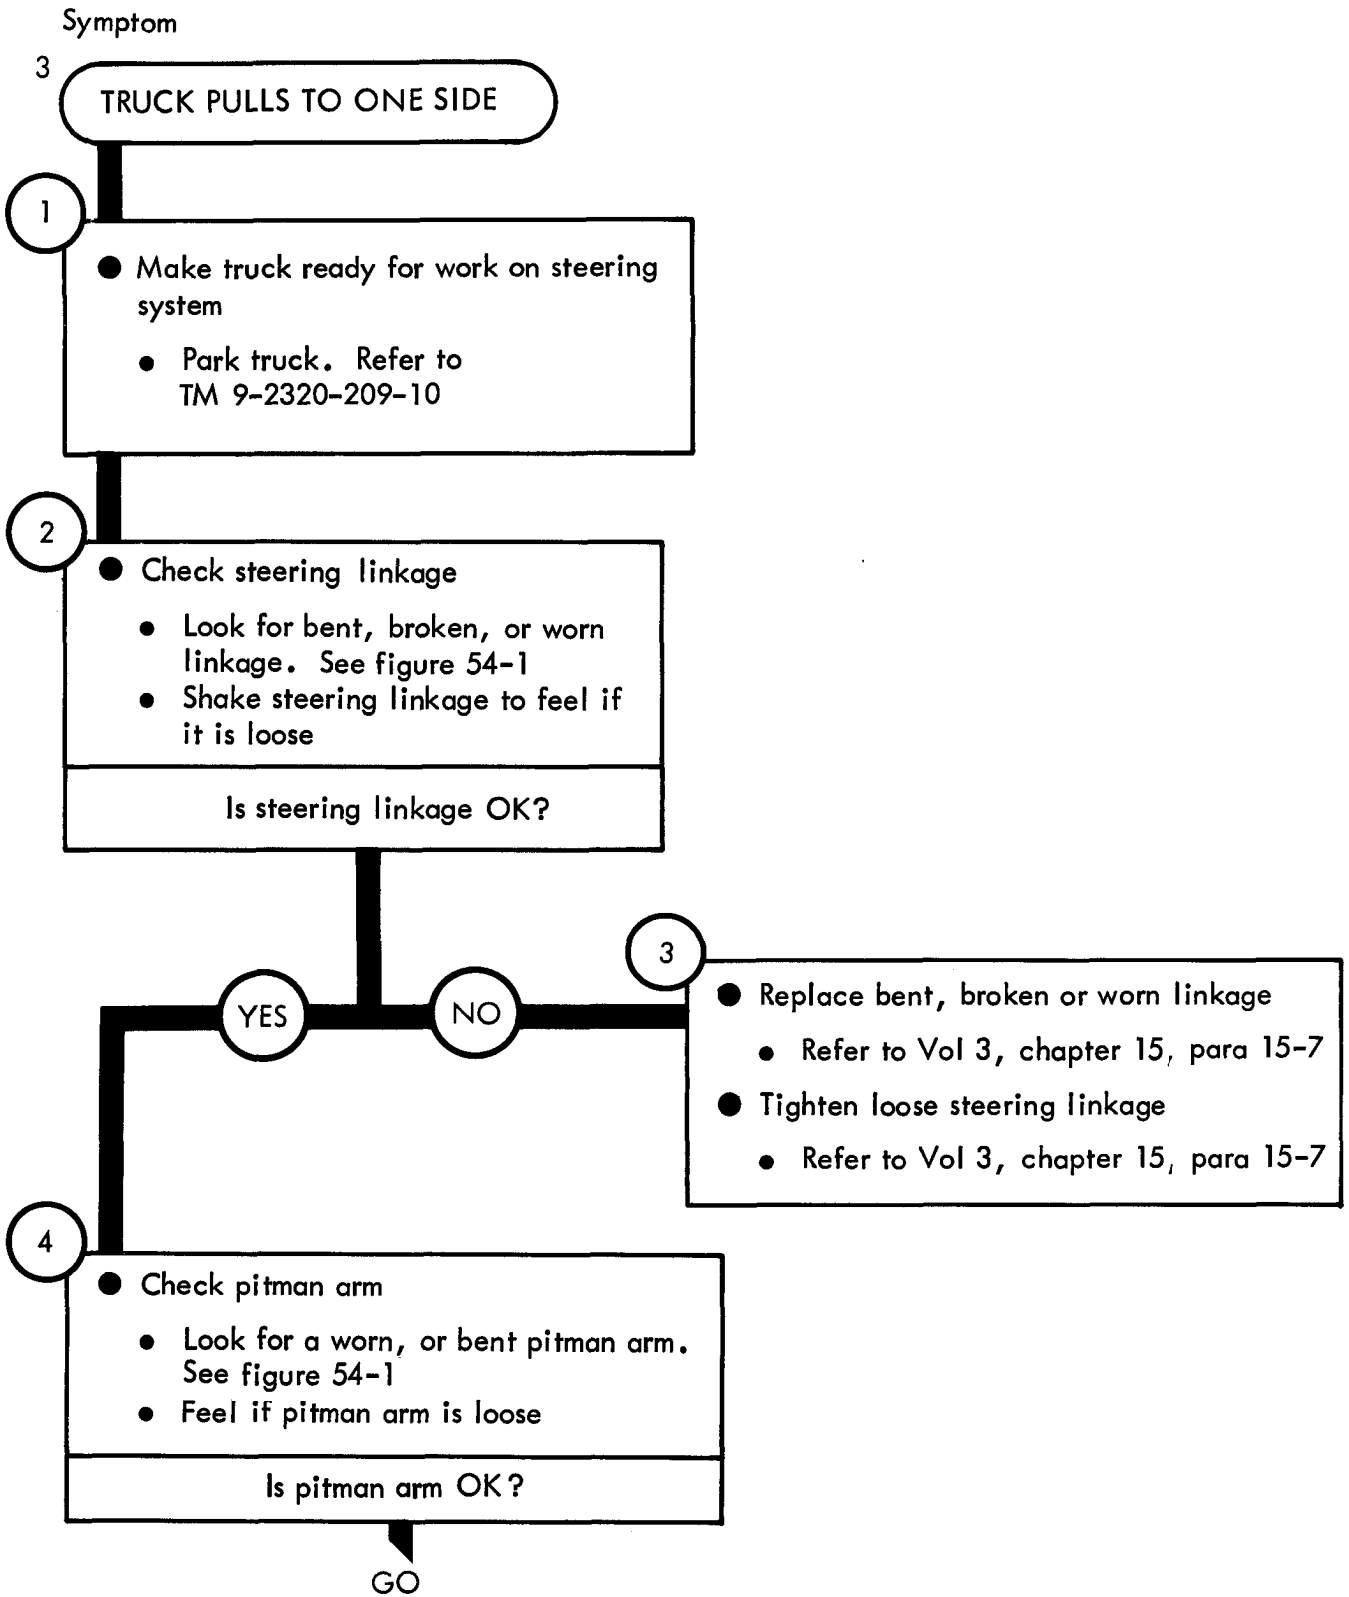 Symptom
3
TRUCK PULLS TO ONE SIDE
1
● Make truck ready for work on steering
system
● Park truck. Refer to
TM 9-2320-209-10
2
● Check steering linkage
● Look for bent, broken, or worn
linkage. See figure 54-1
● Shake steering linkage to feel if
it is loose
Is steering linkage OK?
YES
NO
3
● Replace bent, broken or worn linkage
● Refer to Vol 3, chapter 15, para 15-7
● Tighten loose steering linkage
● Refer to Vol 3, chapter 15, para 15-7
4
● Check pitman arm
● Look for a worn, or bent pitman arm.
See figure 54-1
● Feel if pitman arm is loose
Is pitman arm OK?
GO